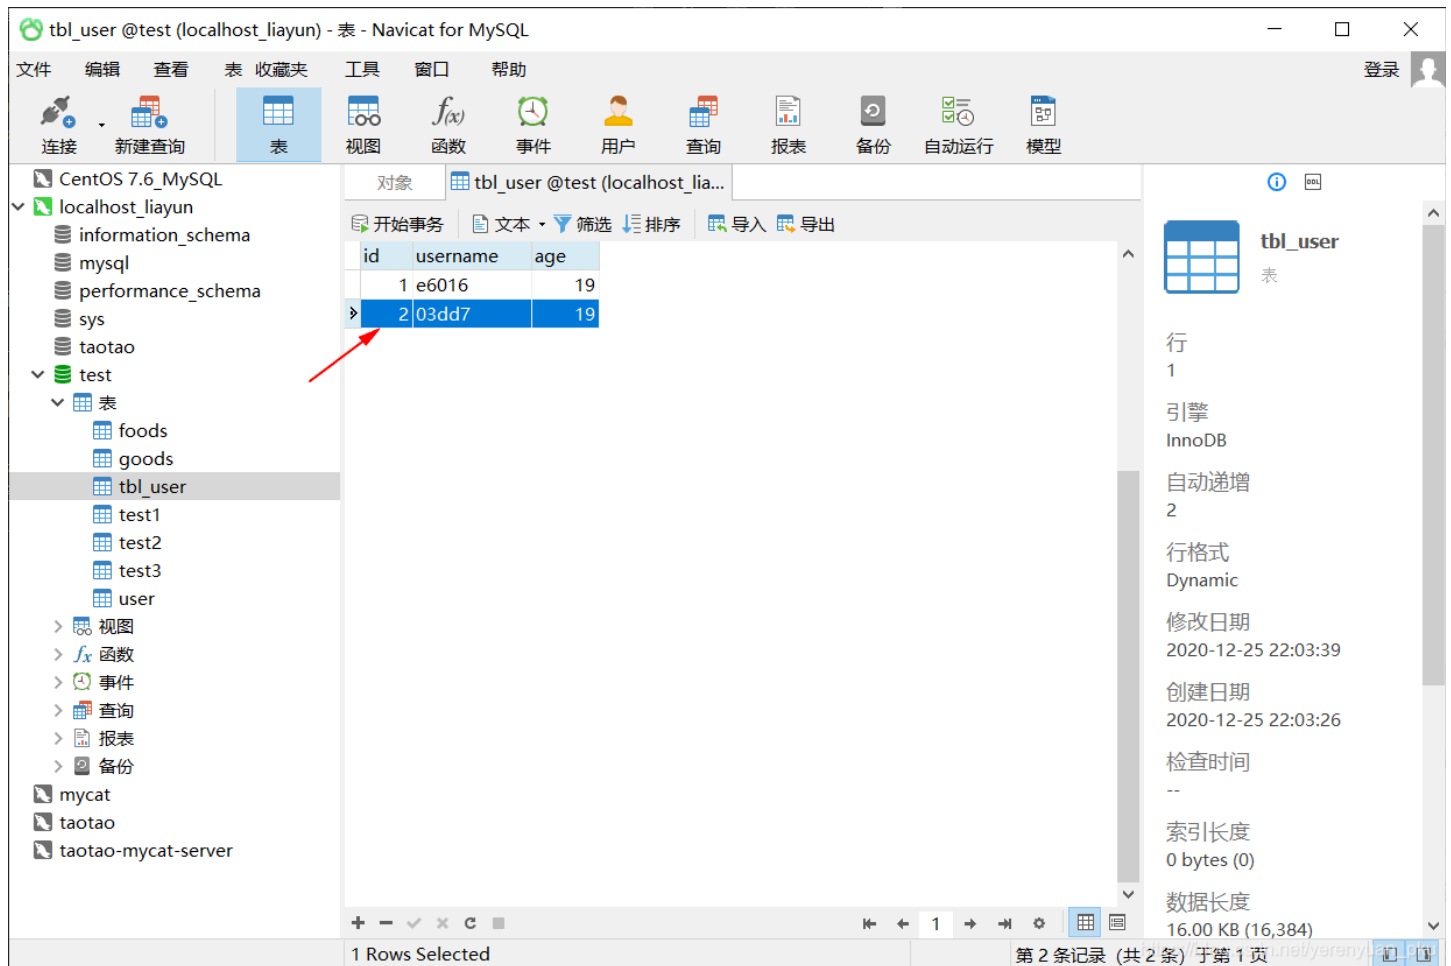 tbl_user @test (localhost_liayun) - 表 - Navicat for MySQL
文件 编辑 查看 表 收藏夹 工具 窗口 帮助 登录
连接 新建查询 表 视图 函数 事件 用户 查询 报表 备份 自动运行 模型
CentOS 7.6_MySQL
localhost_liayun
information_schema
mysql
performance_schema
sys
taotao
test
表
foods
goods
tbl_user
test1
test2
test3
user
视图
函数
事件
查询
报表
备份
mycat
taotao
taotao-mycat-server
对象 tbl_user @test (localhost_lia...
开始事务 文本 筛选 排序 导入 导出
id username age
1 e6016 19
2 03dd7 19
1
1 Rows Selected
第 2 条记录 (共 2 条) 于第 1 页
DDL
tbl_user
表
行
1
引擎
InnoDB
自动递增
2
行格式
Dynamic
修改日期
2020-12-25 22:03:39
创建日期
2020-12-25 22:03:26
检查时间
--
索引长度
0 bytes (0)
数据长度
16.00 KB (16,384)